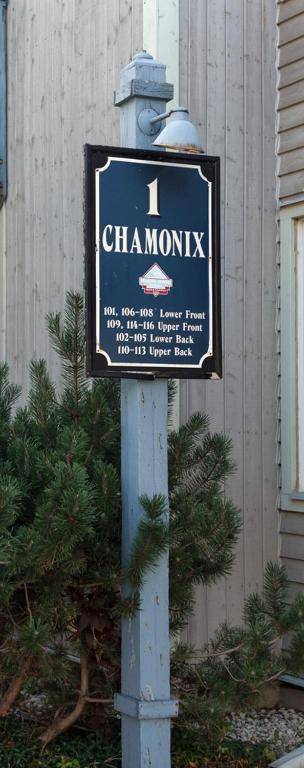 1
CHAMONIX
101, 106-108 Lower Front
109, 114-116 Upper Front
102-105 Lower Back
110-113 Upper Back